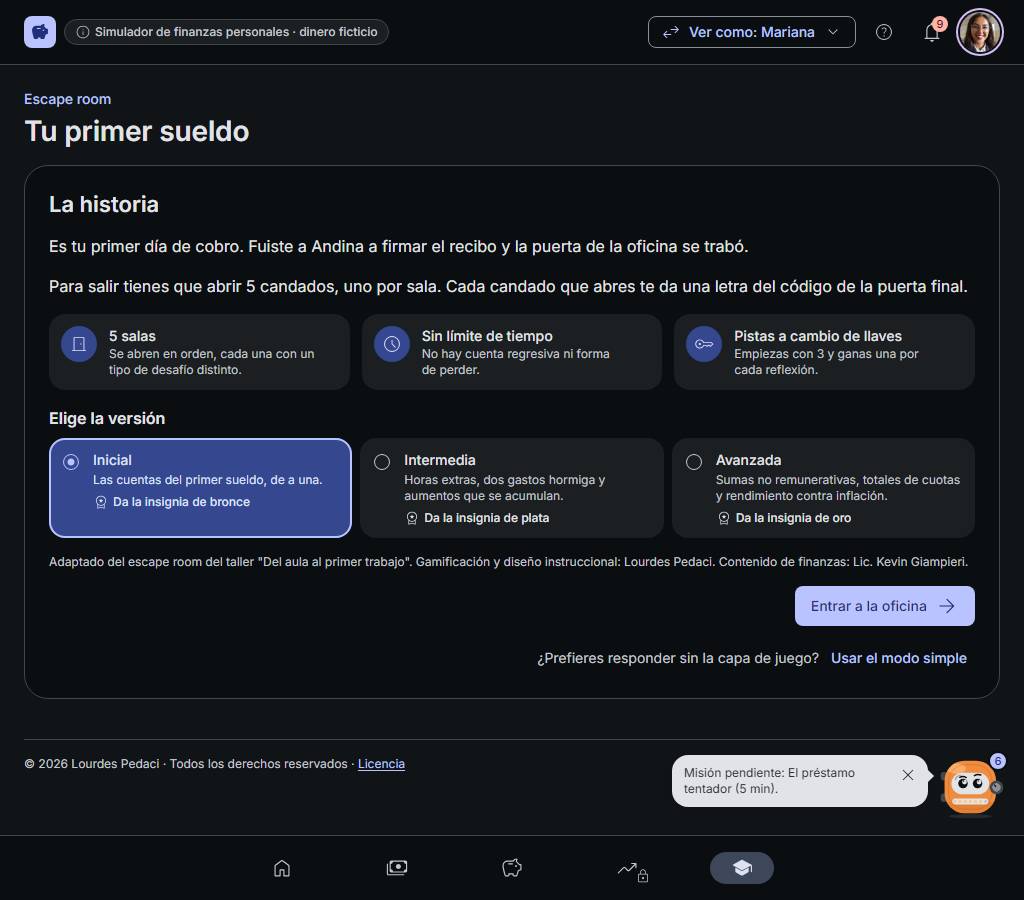 Simulador de finanzas personales · dinero ficticio
Ver como: Mariana
9
Escape room
Tu primer sueldo
La historia
Es tu primer día de cobro. Fuiste a Andina a firmar el recibo y la puerta de la oficina se trabó.
Para salir tienes que abrir 5 candados, uno por sala. Cada candado que abres te da una letra del código de la puerta final.
5 salas
Se abren en orden, cada una con un
tipo de desafío distinto.
Sin límite de tiempo
No hay cuenta regresiva ni forma
de perder.
Pistas a cambio de llaves
Empiezas con 3 y ganas una por
cada reflexión.
Elige la versión
Inicial
Las cuentas del primer sueldo, de a una.
Da la insignia de bronce
Intermedia
Horas extras, dos gastos hormiga y
aumentos que se acumulan.
Da la insignia de plata
Avanzada
Sumas no remunerativas, totales de cuotas
y rendimiento contra inflación.
Da la insignia de oro
Adaptado del escape room del taller "Del aula al primer trabajo". Gamificación y diseño instruccional: Lourdes Pedaci. Contenido de finanzas: Lic. Kevin Giampieri.
Entrar a la oficina
¿Prefieres responder sin la capa de juego? Usar el modo simple
© 2026 Lourdes Pedaci · Todos los derechos reservados · Licencia
Misión pendiente: El préstamo
tentador (5 min).
6